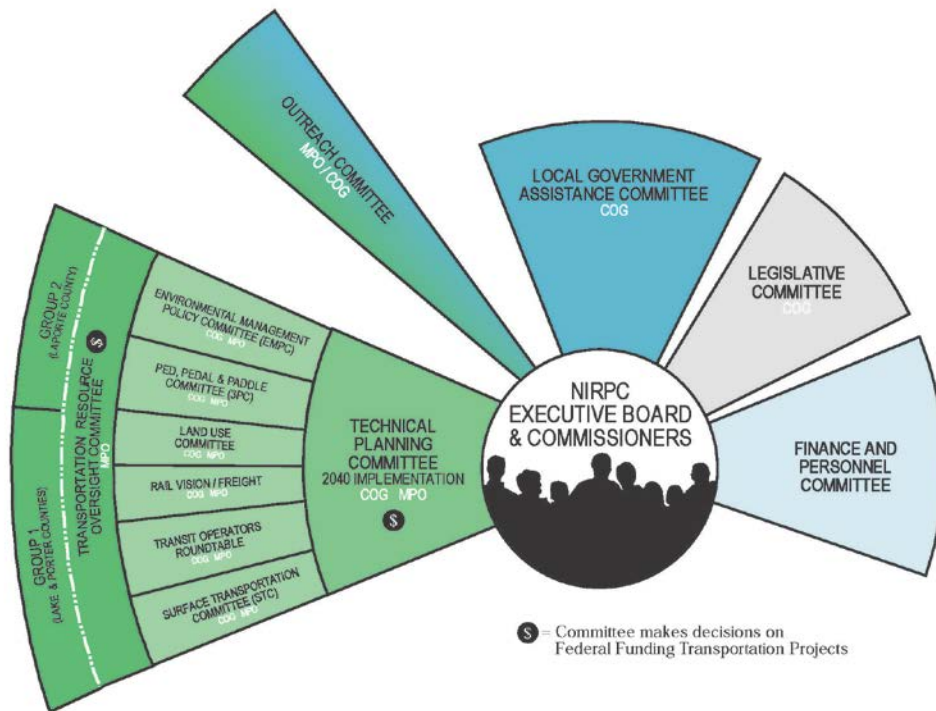 OUTREACH COMMITTEE
MPO / COG
LOCAL GOVERNMENT
ASSISTANCE COMMITTEE
COG
LEGISLATIVE
COMMITTEE
COG
FINANCE AND
PERSONNEL
COMMITTEE
NIRPC
EXECUTIVE BOARD
& COMMISSIONERS
TECHNICAL
PLANNING
COMMITTEE
2040 IMPLEMENTATION
COG MPO
$
ENVIRONMENTAL MANAGEMENT
POLICY COMMITTEE (EMPC)
COG MPO
PED, PEDAL & PADDLE
COMMITTEE (3PC)
COG MPO
LAND USE
COMMITTEE
COG MPO
RAIL VISION / FREIGHT
COG MPO
TRANSIT OPERATORS
ROUNDTABLE
COG MPO
SURFACE TRANSPORTATION
COMMITTEE (STC)
COG MPO
TRANSPORTATION RESOURCE
OVERSIGHT COMMITTEE
MPO
$
GROUP 2
(LAPORTE COUNTY)
GROUP 1
(LAKE & PORTER COUNTIES)
$ = Committee makes decisions on
Federal Funding Transportation Projects